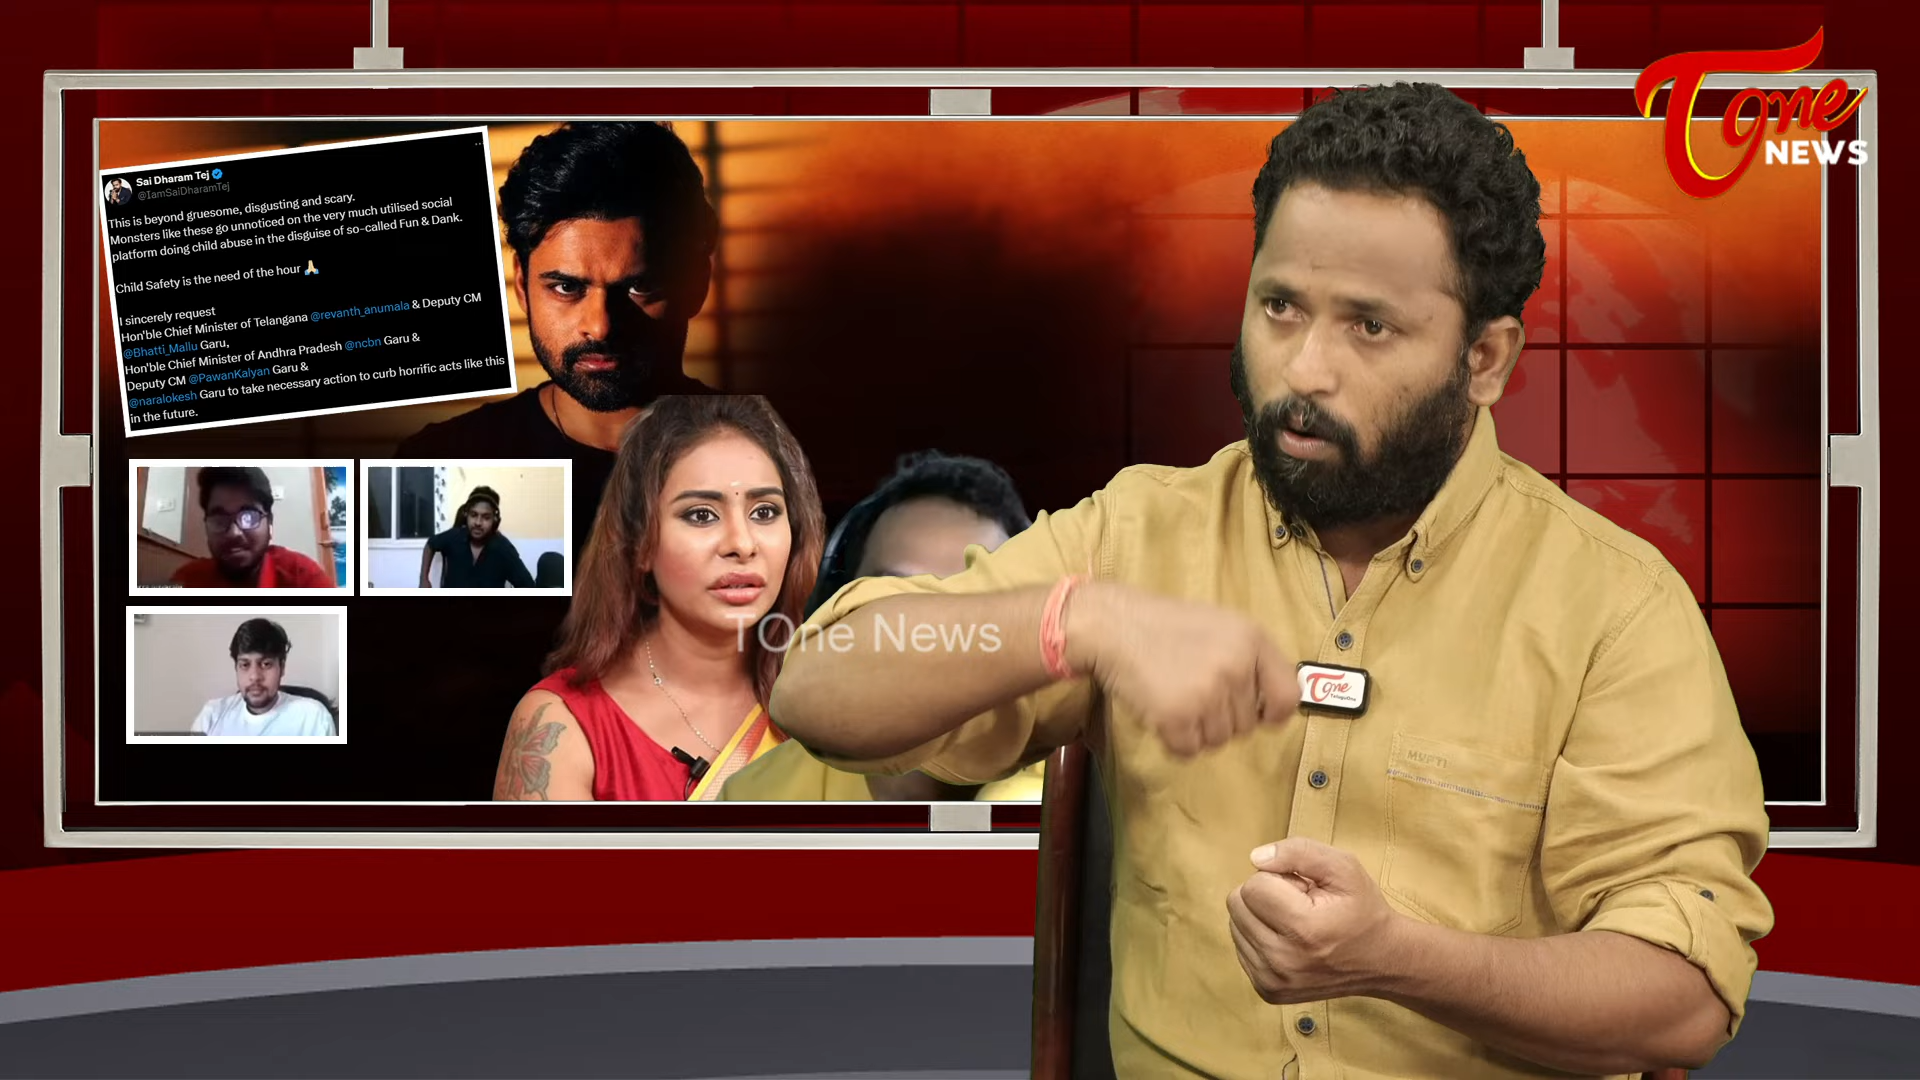 Sai Dharam Tej
@IamSaiDharamTej
This is beyond gruesome, disgusting and scary.
Monsters like these go unnoticed on the very much utilised social
platform doing child abuse in the disguise of so-called Fun & Dank.
Child Safety is the need of the hour 🙏🏻
I sincerely request
Hon'ble Chief Minister of Telangana @revanth_anumala & Deputy CM
@Bhatti_Mallu Garu,
Hon'ble Chief Minister of Andhra Pradesh @ncbn Garu &
Deputy CM @PawanKalyan Garu &
@naralokesh Garu to take necessary action to curb horrific acts like this
in the future.
TOne
NEWS
TOne News
TOne
TeluguOne
MUFTI